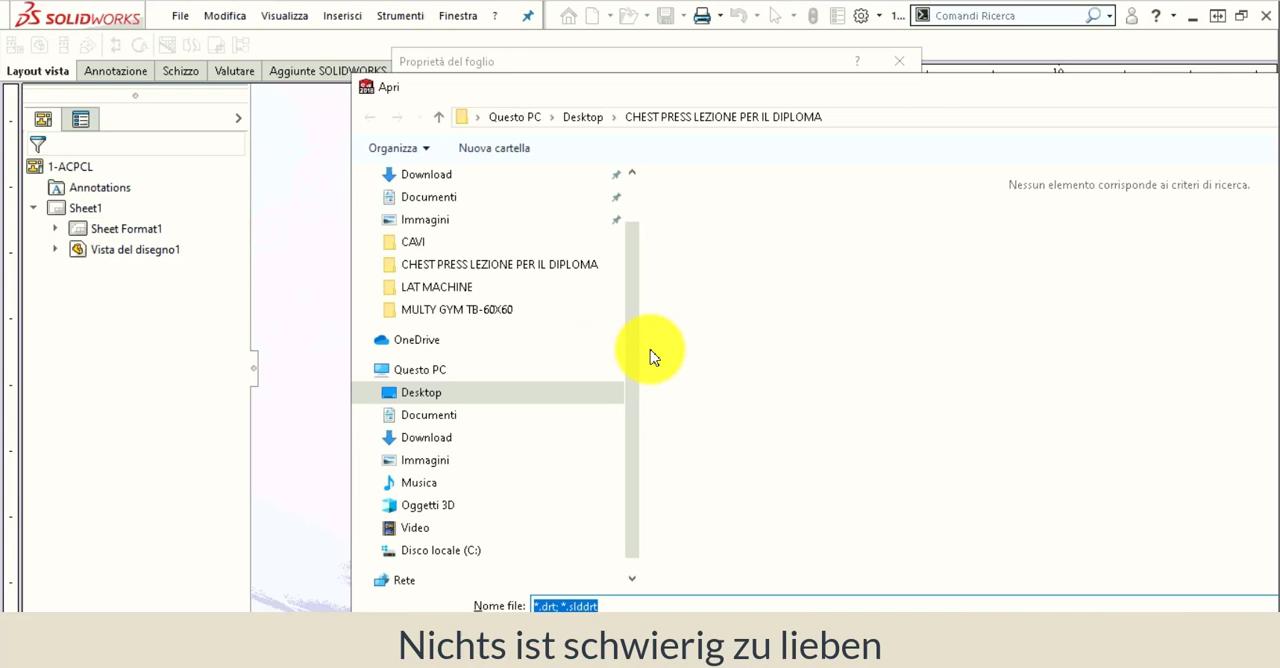 SOLIDWORKS File Modifica Visualizza Inserisci Strumenti Finestra ? 1... Comandi Ricerca ?
Layout vista Annotazione Schizzo Valutare Aggiunte SOLIDWORKS
Proprietà del foglio ?
10
Apri
Questo PC > Desktop > CHEST PRESS LEZIONE PER IL DIPLOMA
Organizza Nuova cartella
1-ACPCL
Annotations
Sheet1
Sheet Format1
Vista del disegno1
Download
Documenti
Immagini
CAVI
CHEST PRESS LEZIONE PER IL DIPLOMA
LAT MACHINE
MULTY GYM TB-60X60
OneDrive
Questo PC
Desktop
Documenti
Download
Immagini
Musica
Oggetti 3D
Video
Disco locale (C:)
Rete
Nessun elemento corrisponde ai criteri di ricerca.
Nome file: *.drt; *.slddrt
Nichts ist schwierig zu lieben